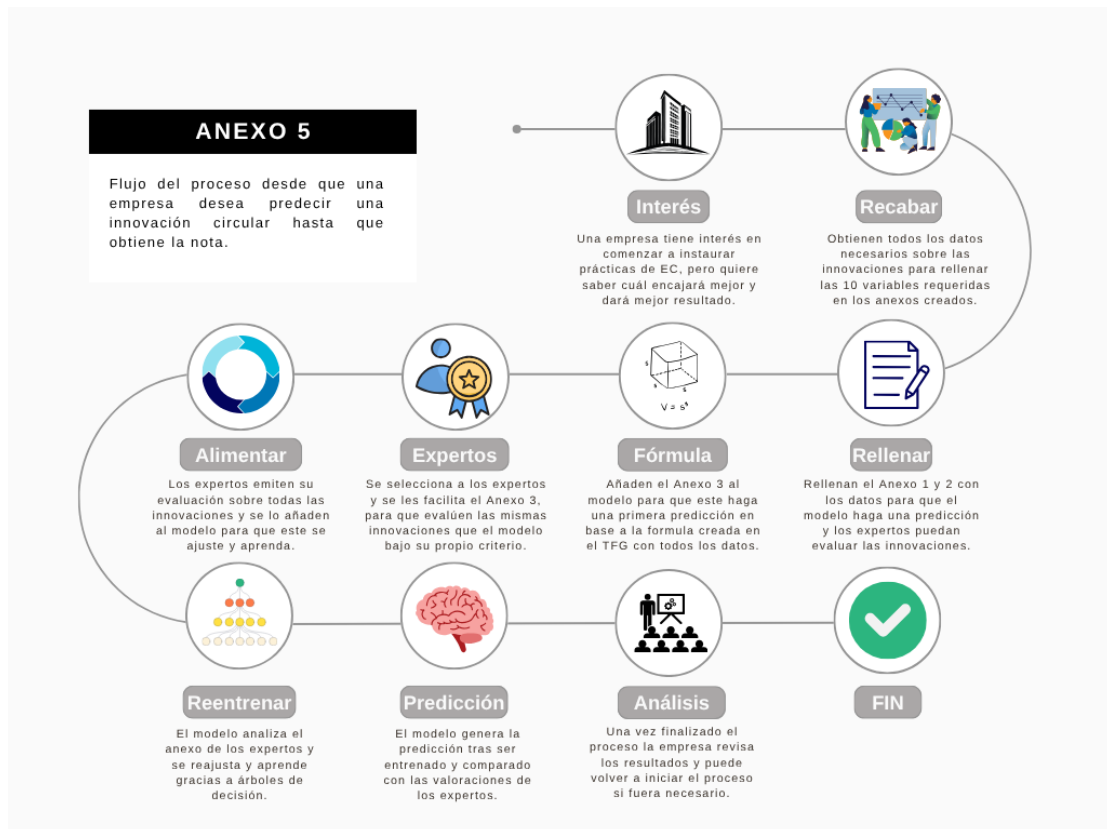 ANEXO 5
Flujo del proceso desde que una
empresa desea predecir una
innovación circular hasta que
obtiene la nota.
Interés
Una empresa tiene interés en
comenzar a instaurar
prácticas de EC, pero quiere
saber cuál encajará mejor y
dará mejor resultado.
Recabar
Obtienen todos los datos
necesarios sobre las
innovaciones para rellenar
las 10 variables requeridas
en los anexos creados.
Rellenar
Rellenan el Anexo 1 y 2 con
los datos para que el
modelo haga una predicción
y los expertos puedan
evaluar las innovaciones.
s
s
s
V = s³
Fórmula
Añaden el Anexo 3 al
modelo para que este haga
una primera predicción en
base a la formula creada en
el TFG con todos los datos.
Expertos
Se selecciona a los expertos
y se les facilita el Anexo 3,
para que evalúen las mismas
innovaciones que el modelo
bajo su propio criterio.
Alimentar
Los expertos emiten su
evaluación sobre todas las
innovaciones y se lo añaden
al modelo para que este se
ajuste y aprenda.
Reentrenar
El modelo analiza el
anexo de los expertos y
se reajusta y aprende
gracias a árboles de
decisión.
Predicción
El modelo genera la
predicción tras ser
entrenado y comparado
con las valoraciones de
los expertos.
Análisis
Una vez finalizado el
proceso la empresa revisa
los resultados y puede
volver a iniciar el proceso
si fuera necesario.
FIN